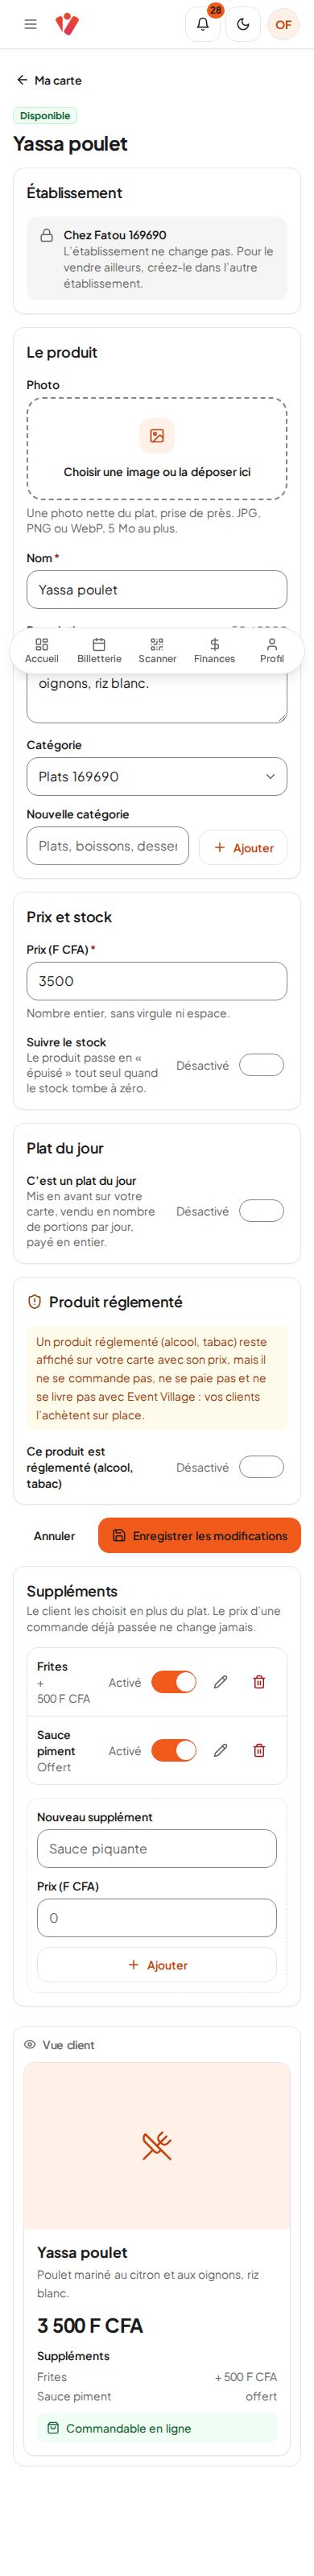 28
OF
Ma carte
Disponible
Yassa poulet
Établissement
Chez Fatou 169690
L'établissement ne change pas. Pour le
vendre ailleurs, créez-le dans l'autre
établissement.
Le produit
Photo
Choisir une image ou la déposer ici
Une photo nette du plat, prise de près. JPG,
PNG ou WebP, 5 Mo au plus.
Nom *
Yassa poulet
Accueil Billetterie Scanner Finances Profil
oignons, riz blanc.
Catégorie
Plats 169690
Nouvelle catégorie
Plats, boissons, desser
Ajouter
Prix et stock
Prix (F CFA) *
3500
Nombre entier, sans virgule ni espace.
Suivre le stock
Le produit passe en «
épuisé » tout seul quand
le stock tombe à zéro.
Désactivé
Plat du jour
C'est un plat du jour
Mis en avant sur votre
carte, vendu en nombre
de portions par jour,
payé en entier.
Désactivé
Produit réglementé
Un produit réglementé (alcool, tabac) reste
affiché sur votre carte avec son prix, mais il
ne se commande pas, ne se paie pas et ne
se livre pas avec Event Village : vos clients
l'achètent sur place.
Ce produit est
réglementé (alcool,
tabac)
Désactivé
Annuler
Enregistrer les modifications
Suppléments
Le client les choisit en plus du plat. Le prix d'une
commande déjà passée ne change jamais.
Frites
+
500 F CFA
Activé
Sauce
piment
Offert
Activé
Nouveau supplément
Sauce piquante
Prix (F CFA)
0
Ajouter
Vue client
Yassa poulet
Poulet mariné au citron et aux oignons, riz
blanc.
3 500 F CFA
Suppléments
Frites + 500 F CFA
Sauce piment offert
Commandable en ligne